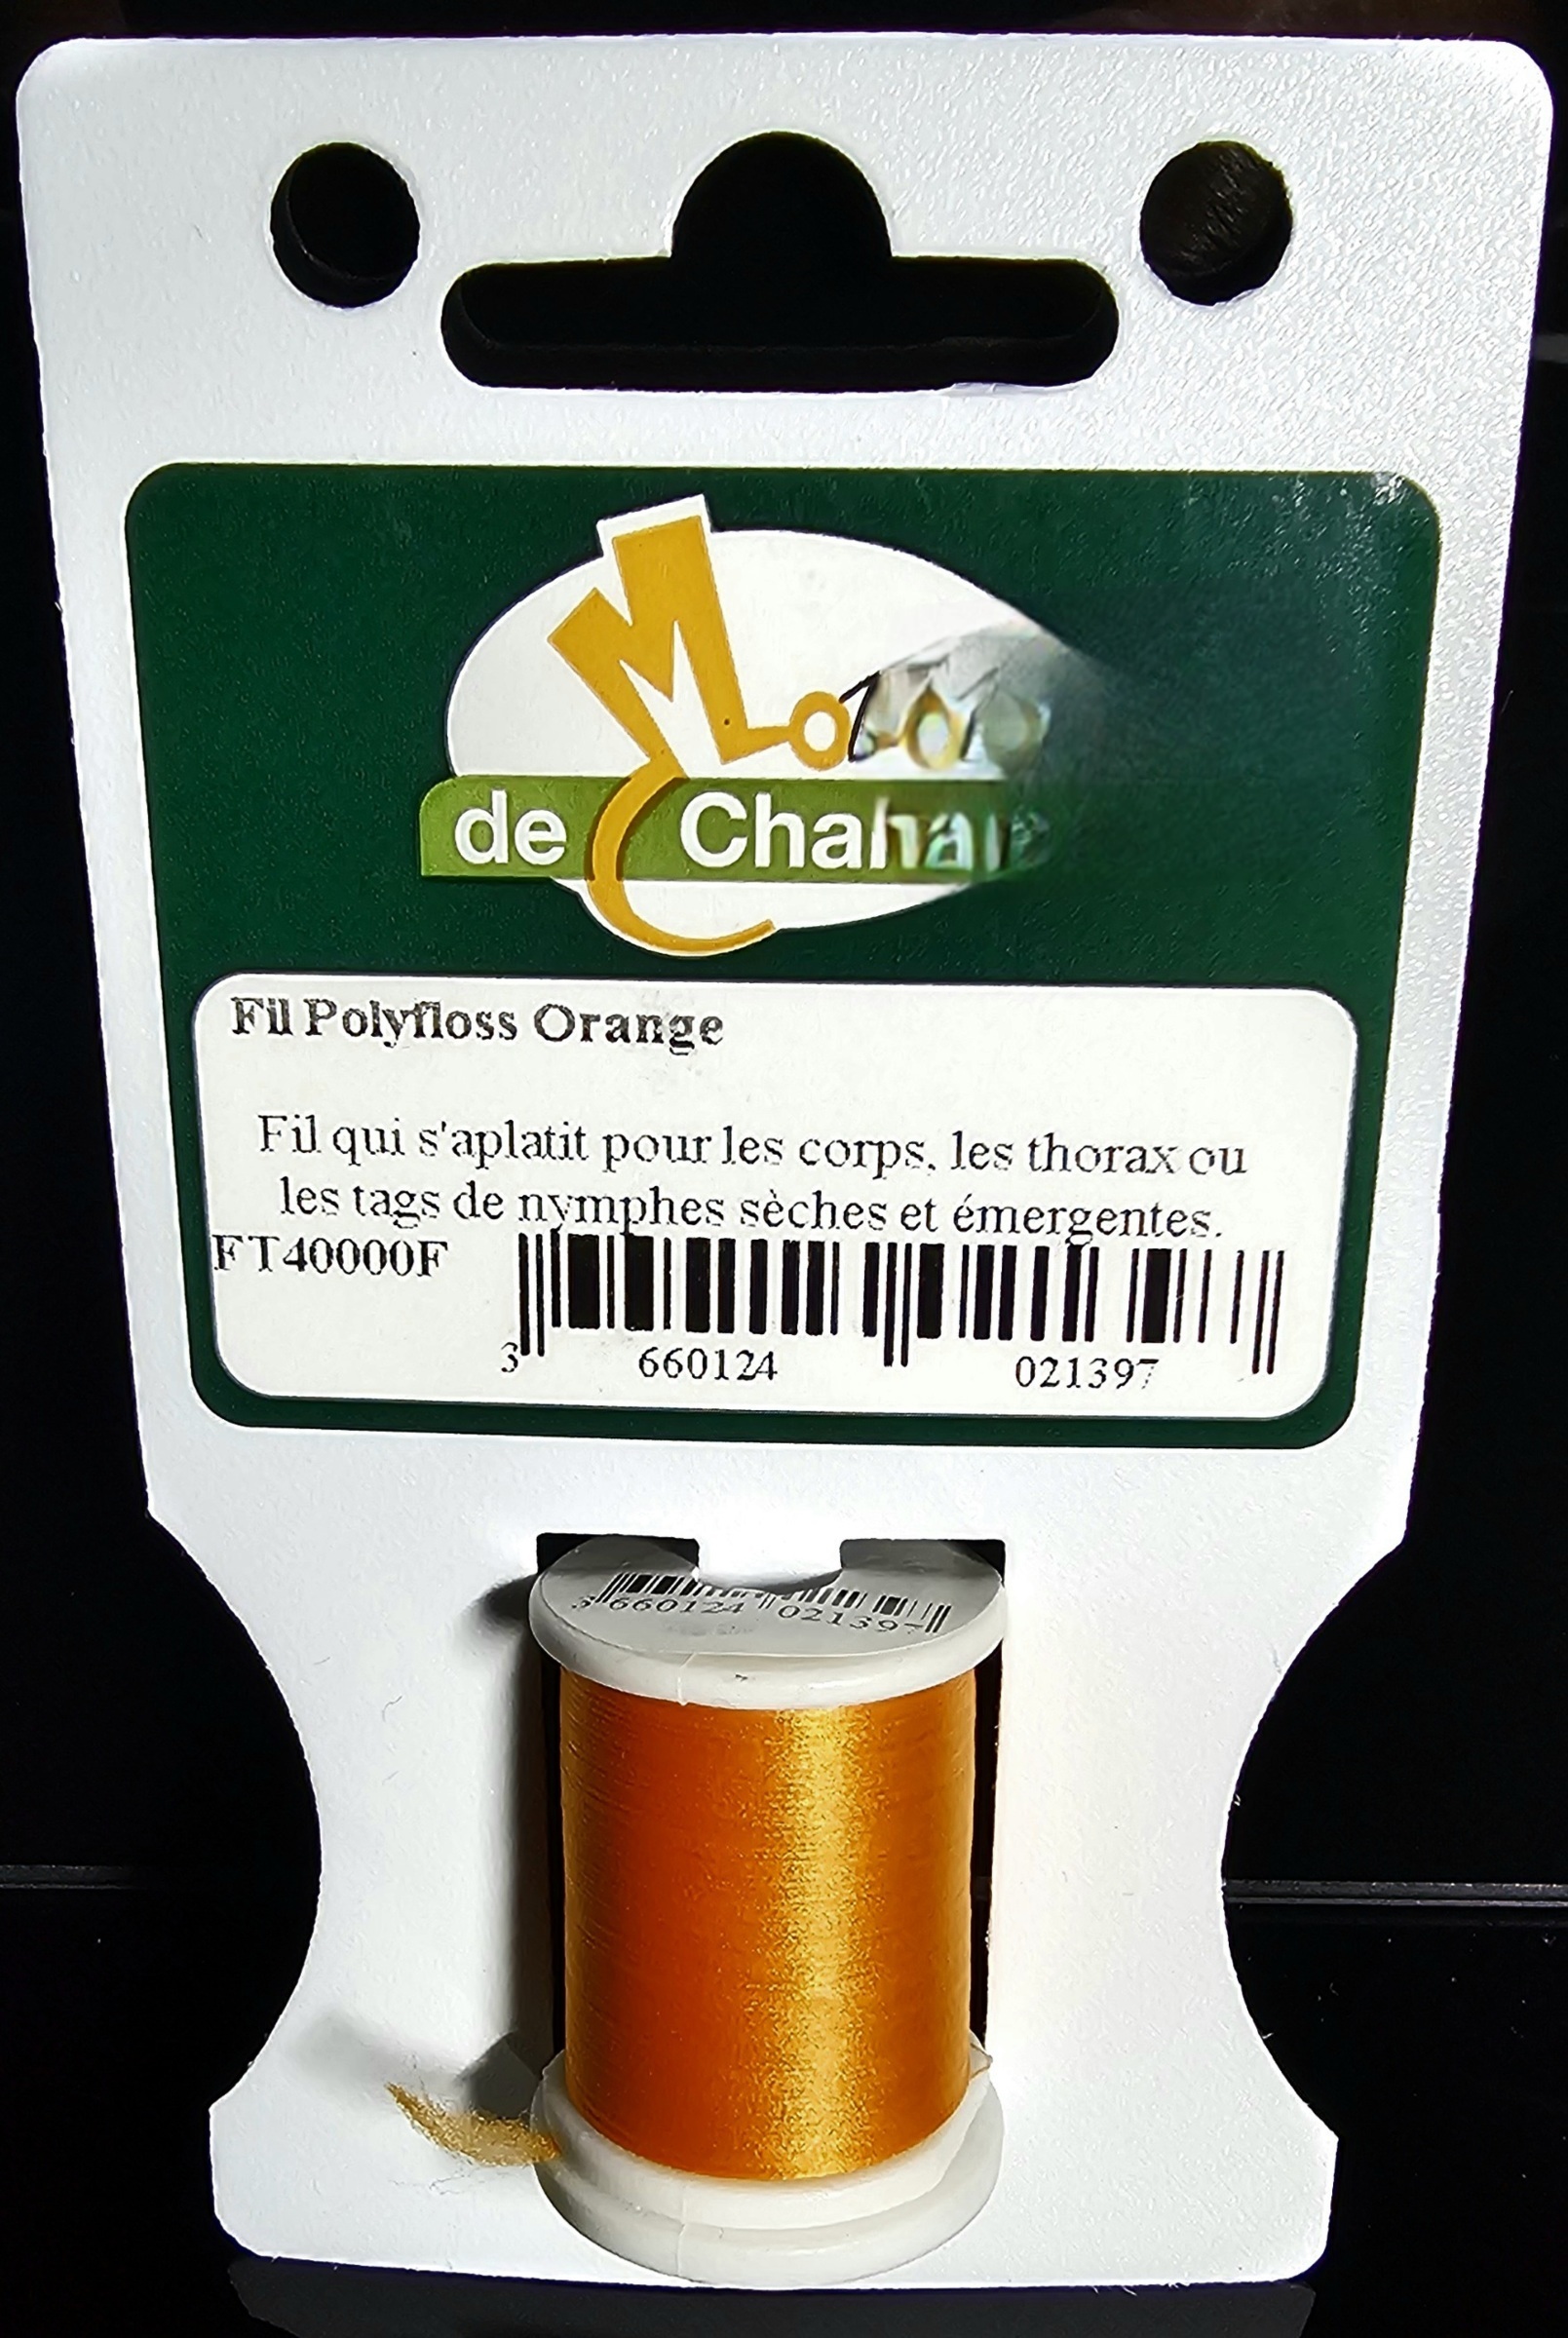 de
Fil Polyfloss Orange
Fil qui s'aplatit pour les corps, les thorax ou
les tags de nymphes sèches et émergentes.
FT40000F
3 660124 021397
3 660124 021397